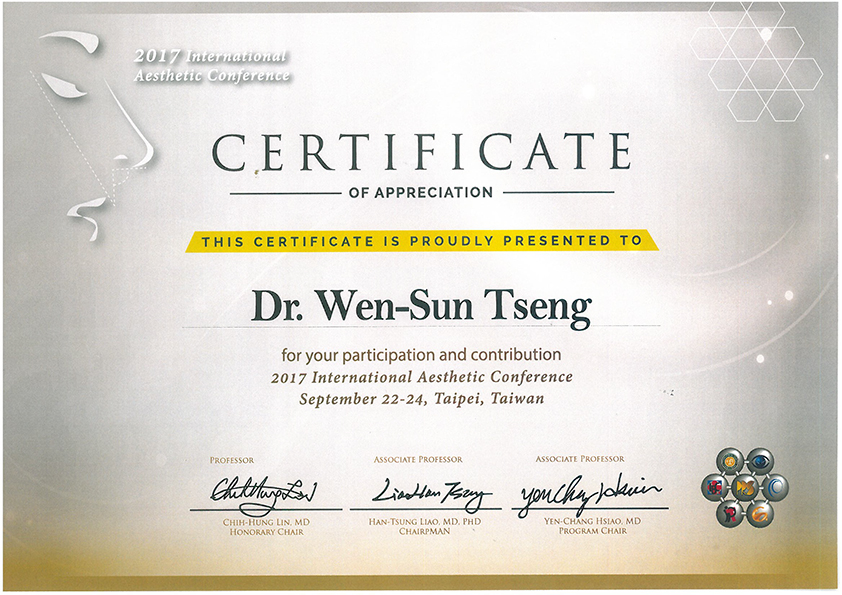 2017 International
Aesthetic Conference
CERTIFICATE
OF APPRECIATION
THIS CERTIFICATE IS PROUDLY PRESENTED TO
Dr. Wen-Sun Tseng
for your participation and contribution
2017 International Aesthetic Conference
September 22-24, Taipei, Taiwan
PROFESSOR
ASSOCIATE PROFESSOR
ASSOCIATE PROFESSOR
CHIH-HUNG LIN, MD
HONORARY CHAIR
HAN-TSUNG LIAO, MD, PHD
CHAIRPMAN
YEN-CHANG HSIAO, MD
PROGRAM CHAIR